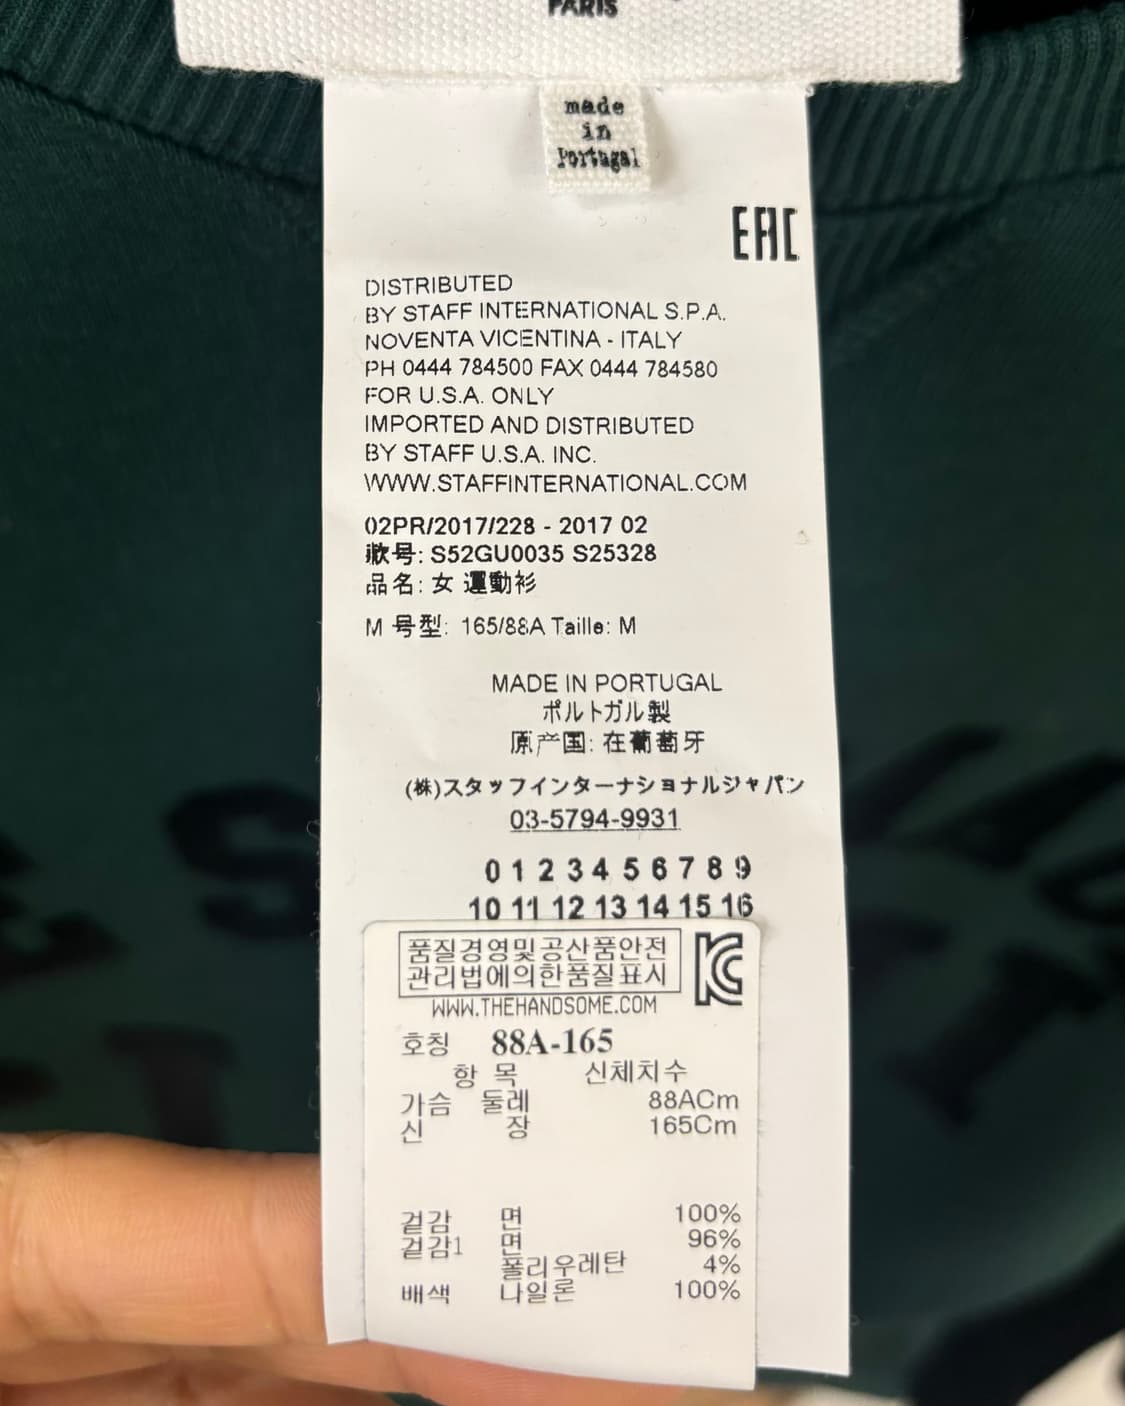 PARIS
made
in
Portugal
EAC
DISTRIBUTED
BY STAFF INTERNATIONAL S.P.A.
NOVENTA VICENTINA - ITALY
PH 0444 784500 FAX 0444 784580
FOR U.S.A. ONLY
IMPORTED AND DISTRIBUTED
BY STAFF U.S.A. INC.
WWW.STAFFINTERNATIONAL.COM
02PR/2017/228 - 2017 02
号: S52GU0035 S25328
品名: 女 運動衫
M 号型: 165/88A Taille: M
MADE IN PORTUGAL
ポルトガル製
原产国: 在葡萄牙
(株)スタッフインターナショナルジャパン
03-5794-9931
0 1 2 3 4 5 6 7 8 9
10 11 12 13 14 15 16
품질경영및공산품안전
관리법에의한품질표시
KC
WWW.THEHANDSOME.COM
호칭 88A-165
항 목 신체치수
가슴 둘레 88ACm
신 장 165Cm
겉감 면 100%
겉감1 면 96%
폴리우레탄 4%
배색 나일론 100%